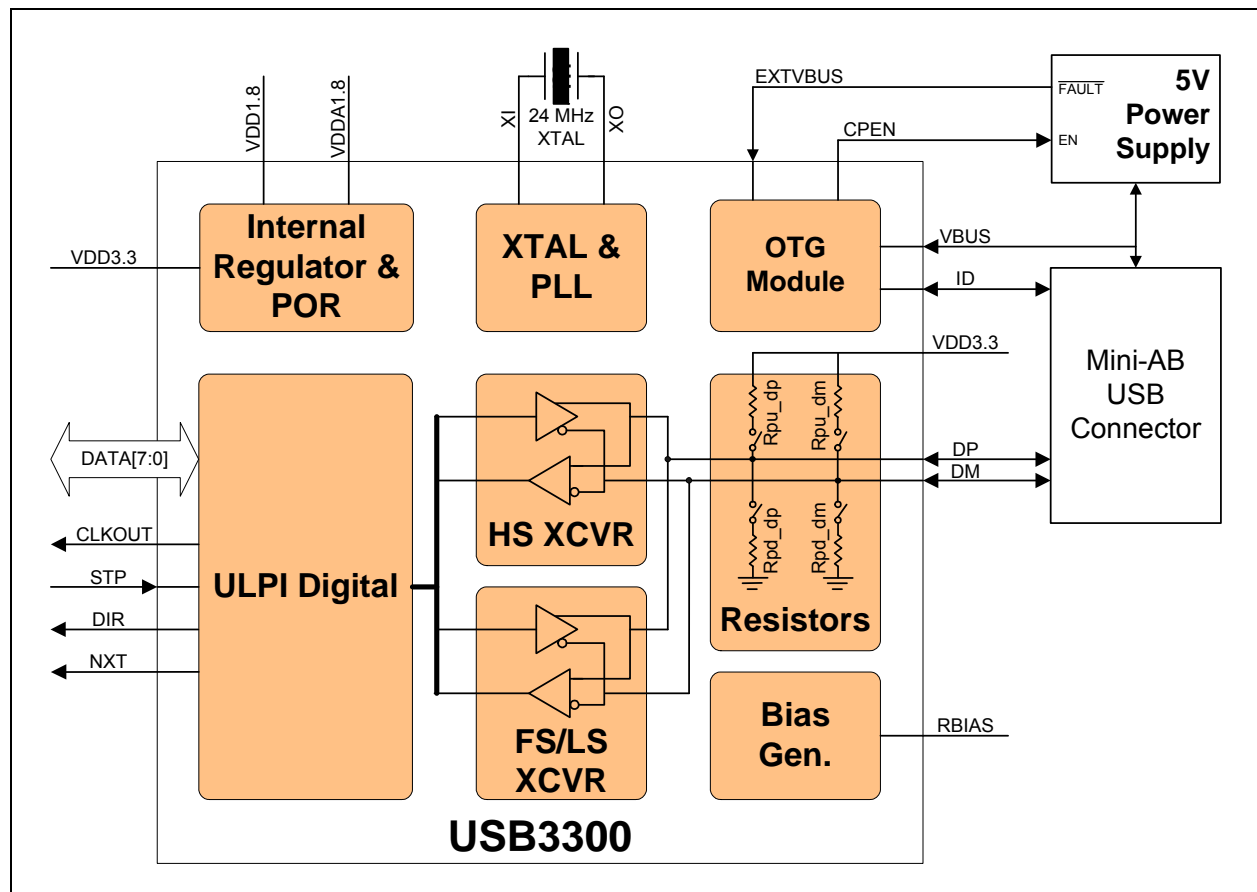 EXTVBUS
FAULT
5V
Power
Supply
VDD1.8
VDDA1.8
XI
24 MHz
XTAL
XO
CPEN
EN
Internal
Regulator &
POR
XTAL &
PLL
OTG
Module
VBUS
VDD3.3
ID
VDD3.3
Mini-AB
USB
Connector
Rpu_dp
Rpu_dm
DATA[7:0]
DP
DM
HS XCVR
Rpd_dp
Rpd_dm
CLKOUT
STP
ULPI Digital
DIR
Resistors
NXT
FS/LS
XCVR
Bias
Gen.
RBIAS
USB3300